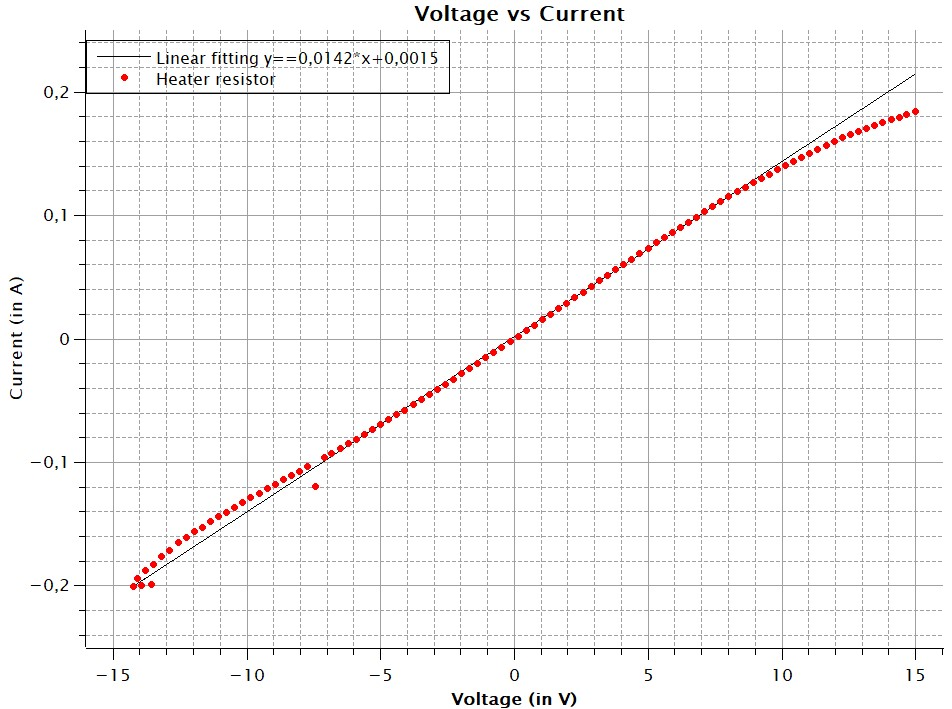 Voltage vs Current
Linear fitting y==0,0142*x+0,0015
Heater resistor
0,2
0,1
0
−0,1
−0,2
Current (in A)
−15 −10 −5 0 5 10 15
Voltage (in V)